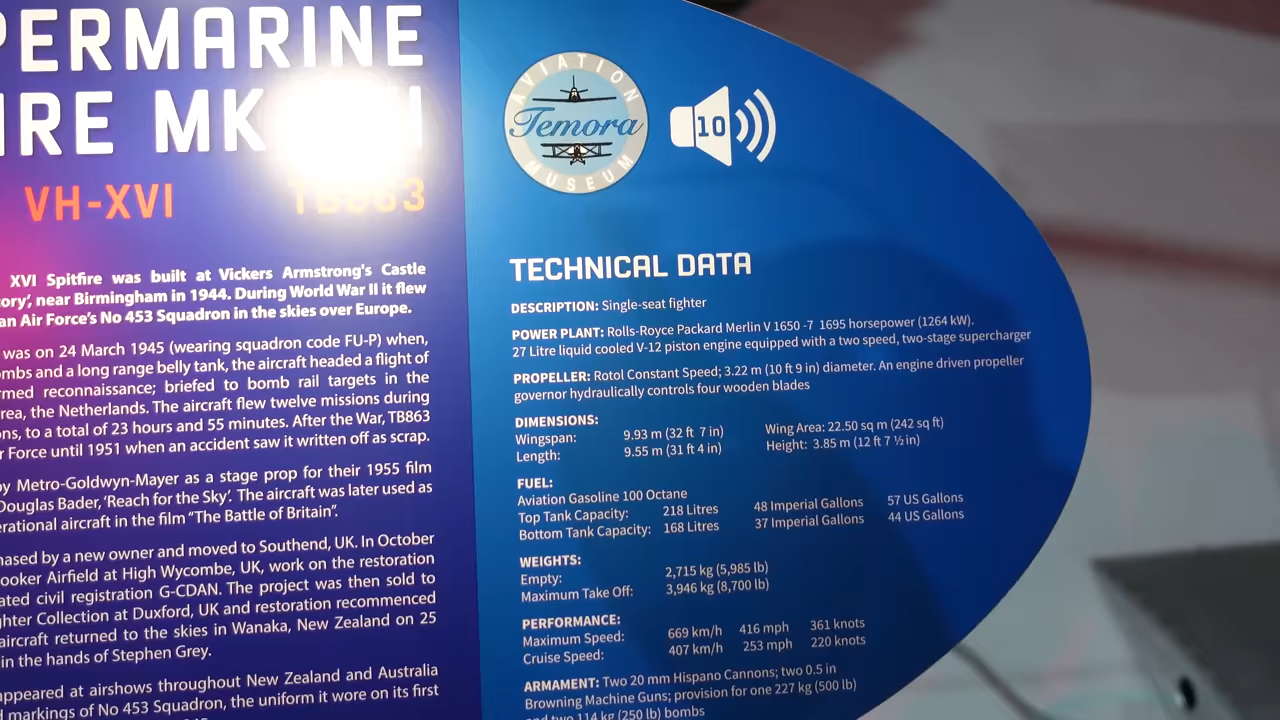 PERMARINE
IRE MK
VH-XVI TB863
XVI Spitfire was built at Vickers Armstrong's Castle
ory', near Birmingham in 1944. During World War II it flew
an Air Force's No 453 Squadron in the skies over Europe.
was on 24 March 1945 (wearing squadron code FU-P) when,
mbs and a long range belly tank, the aircraft headed a flight of
rmed reconnaissance; briefed to bomb rail targets in the
rea, the Netherlands. The aircraft flew twelve missions during
ons, to a total of 23 hours and 55 minutes. After the War, TB863
r Force until 1951 when an accident saw it written off as scrap.
by Metro-Goldwyn-Mayer as a stage prop for their 1955 film
Douglas Bader, 'Reach for the Sky'. The aircraft was later used as
erational aircraft in the film "The Battle of Britain".
hased by a new owner and moved to Southend, UK. In October
ooker Airfield at High Wycombe, UK, work on the restoration
ated civil registration G-CDAN. The project was then sold to
ghter Collection at Duxford, UK and restoration recommenced
aircraft returned to the skies in Wanaka, New Zealand on 25
in the hands of Stephen Grey.
appeared at airshows throughout New Zealand and Australia
d markings of No 453 Squadron, the uniform it wore on its first
AVIATION
Temora
MUSEUM
10
TECHNICAL DATA
DESCRIPTION: Single-seat fighter
POWER PLANT: Rolls-Royce Packard Merlin V 1650 -7 1695 horsepower (1264 kW).
27 Litre liquid cooled V-12 piston engine equipped with a two speed, two-stage supercharger
PROPELLER: Rotol Constant Speed; 3.22 m (10 ft 9 in) diameter. An engine driven propeller
governor hydraulically controls four wooden blades
DIMENSIONS:
Wingspan: 9.93 m (32 ft 7 in) Wing Area: 22.50 sq m (242 sq ft)
Length: 9.55 m (31 ft 4 in) Height: 3.85 m (12 ft 7 ½ in)
FUEL:
Aviation Gasoline 100 Octane
Top Tank Capacity: 218 Litres 48 Imperial Gallons 57 US Gallons
Bottom Tank Capacity: 168 Litres 37 Imperial Gallons 44 US Gallons
WEIGHTS:
Empty: 2,715 kg (5,985 lb)
Maximum Take Off: 3,946 kg (8,700 lb)
PERFORMANCE:
Maximum Speed: 669 km/h 416 mph 361 knots
Cruise Speed: 407 km/h 253 mph 220 knots
ARMAMENT: Two 20 mm Hispano Cannons; two 0.5 in
Browning Machine Guns; provision for one 227 kg (500 lb)
and two 114 kg (250 lb) bombs